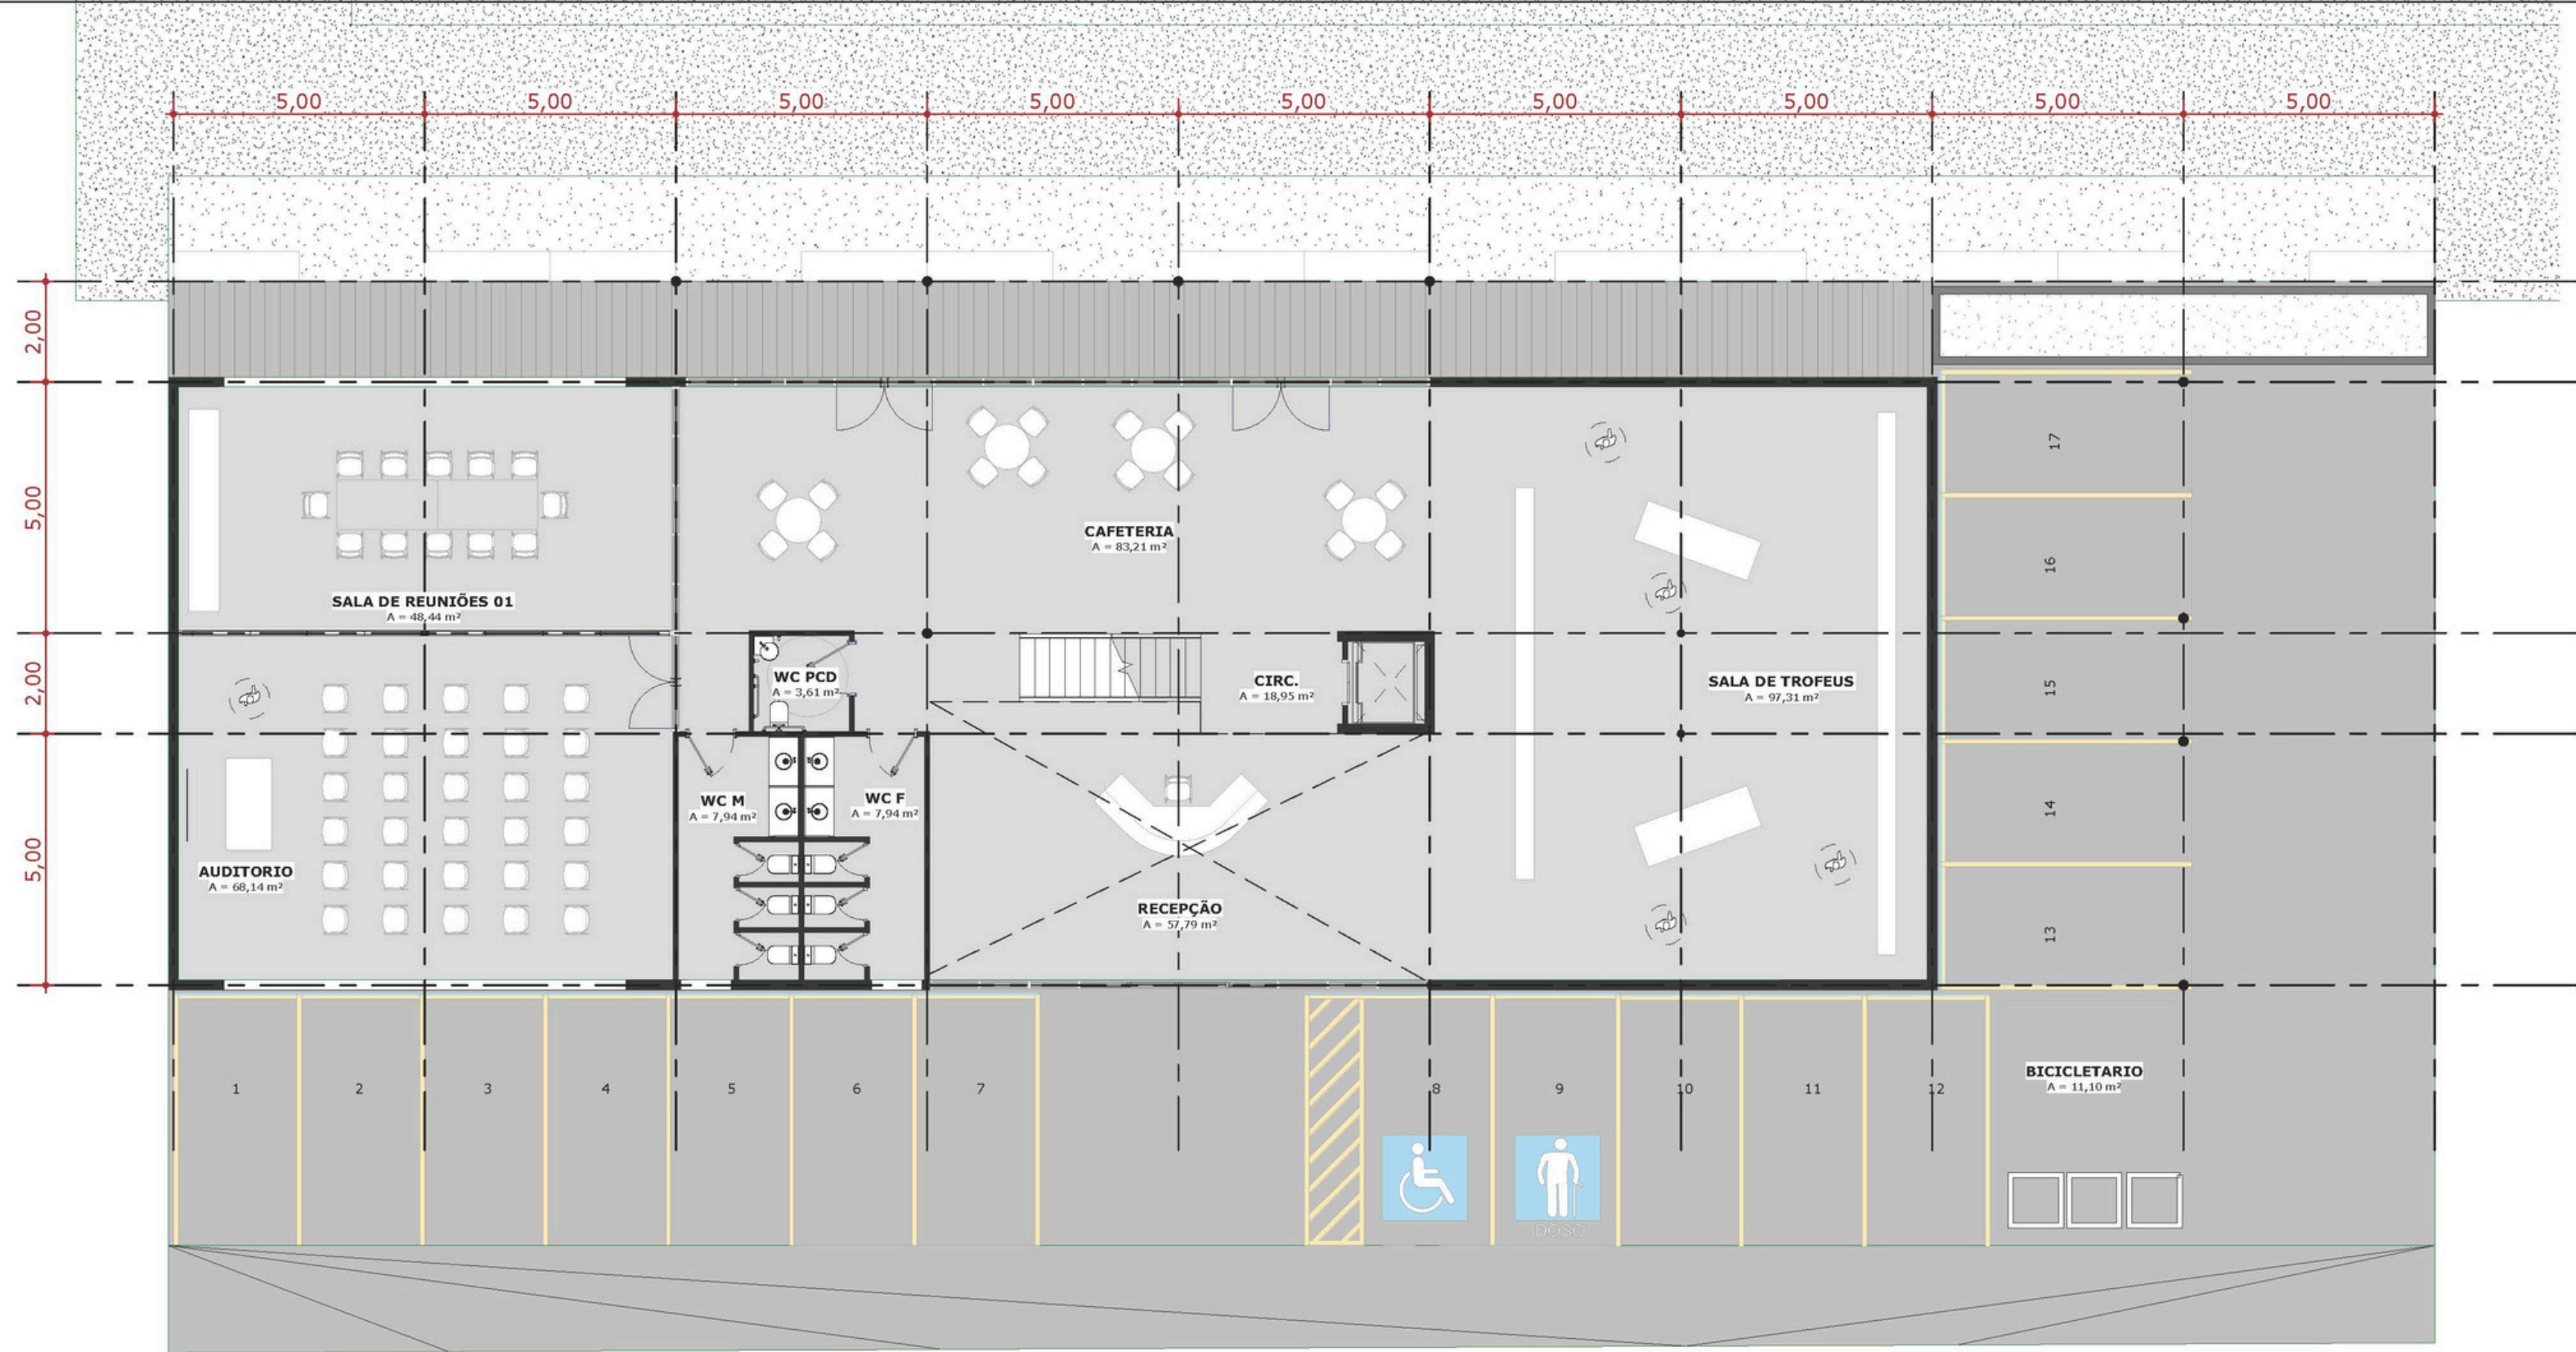 5,00 5,00 5,00 5,00 5,00 5,00 5,00 5,00 5,00
2,00
5,00
2,00
5,00
CAFETERIA
A = 83,21 m²
SALA DE REUNIÕES 01
A = 48,44 m²
WC PCD
A = 3,61 m²
CIRC.
A = 18,95 m²
SALA DE TROFEUS
A = 97,31 m²
WC M
A = 7,94 m²
WC F
A = 7,94 m²
AUDITORIO
A = 68,14 m²
RECEPÇÃO
A = 57,79 m²
17
16
15
14
13
1 2 3 4 5 6 7 8 9 10 11 12
BICICLETARIO
A = 11,10 m²
IDOSO